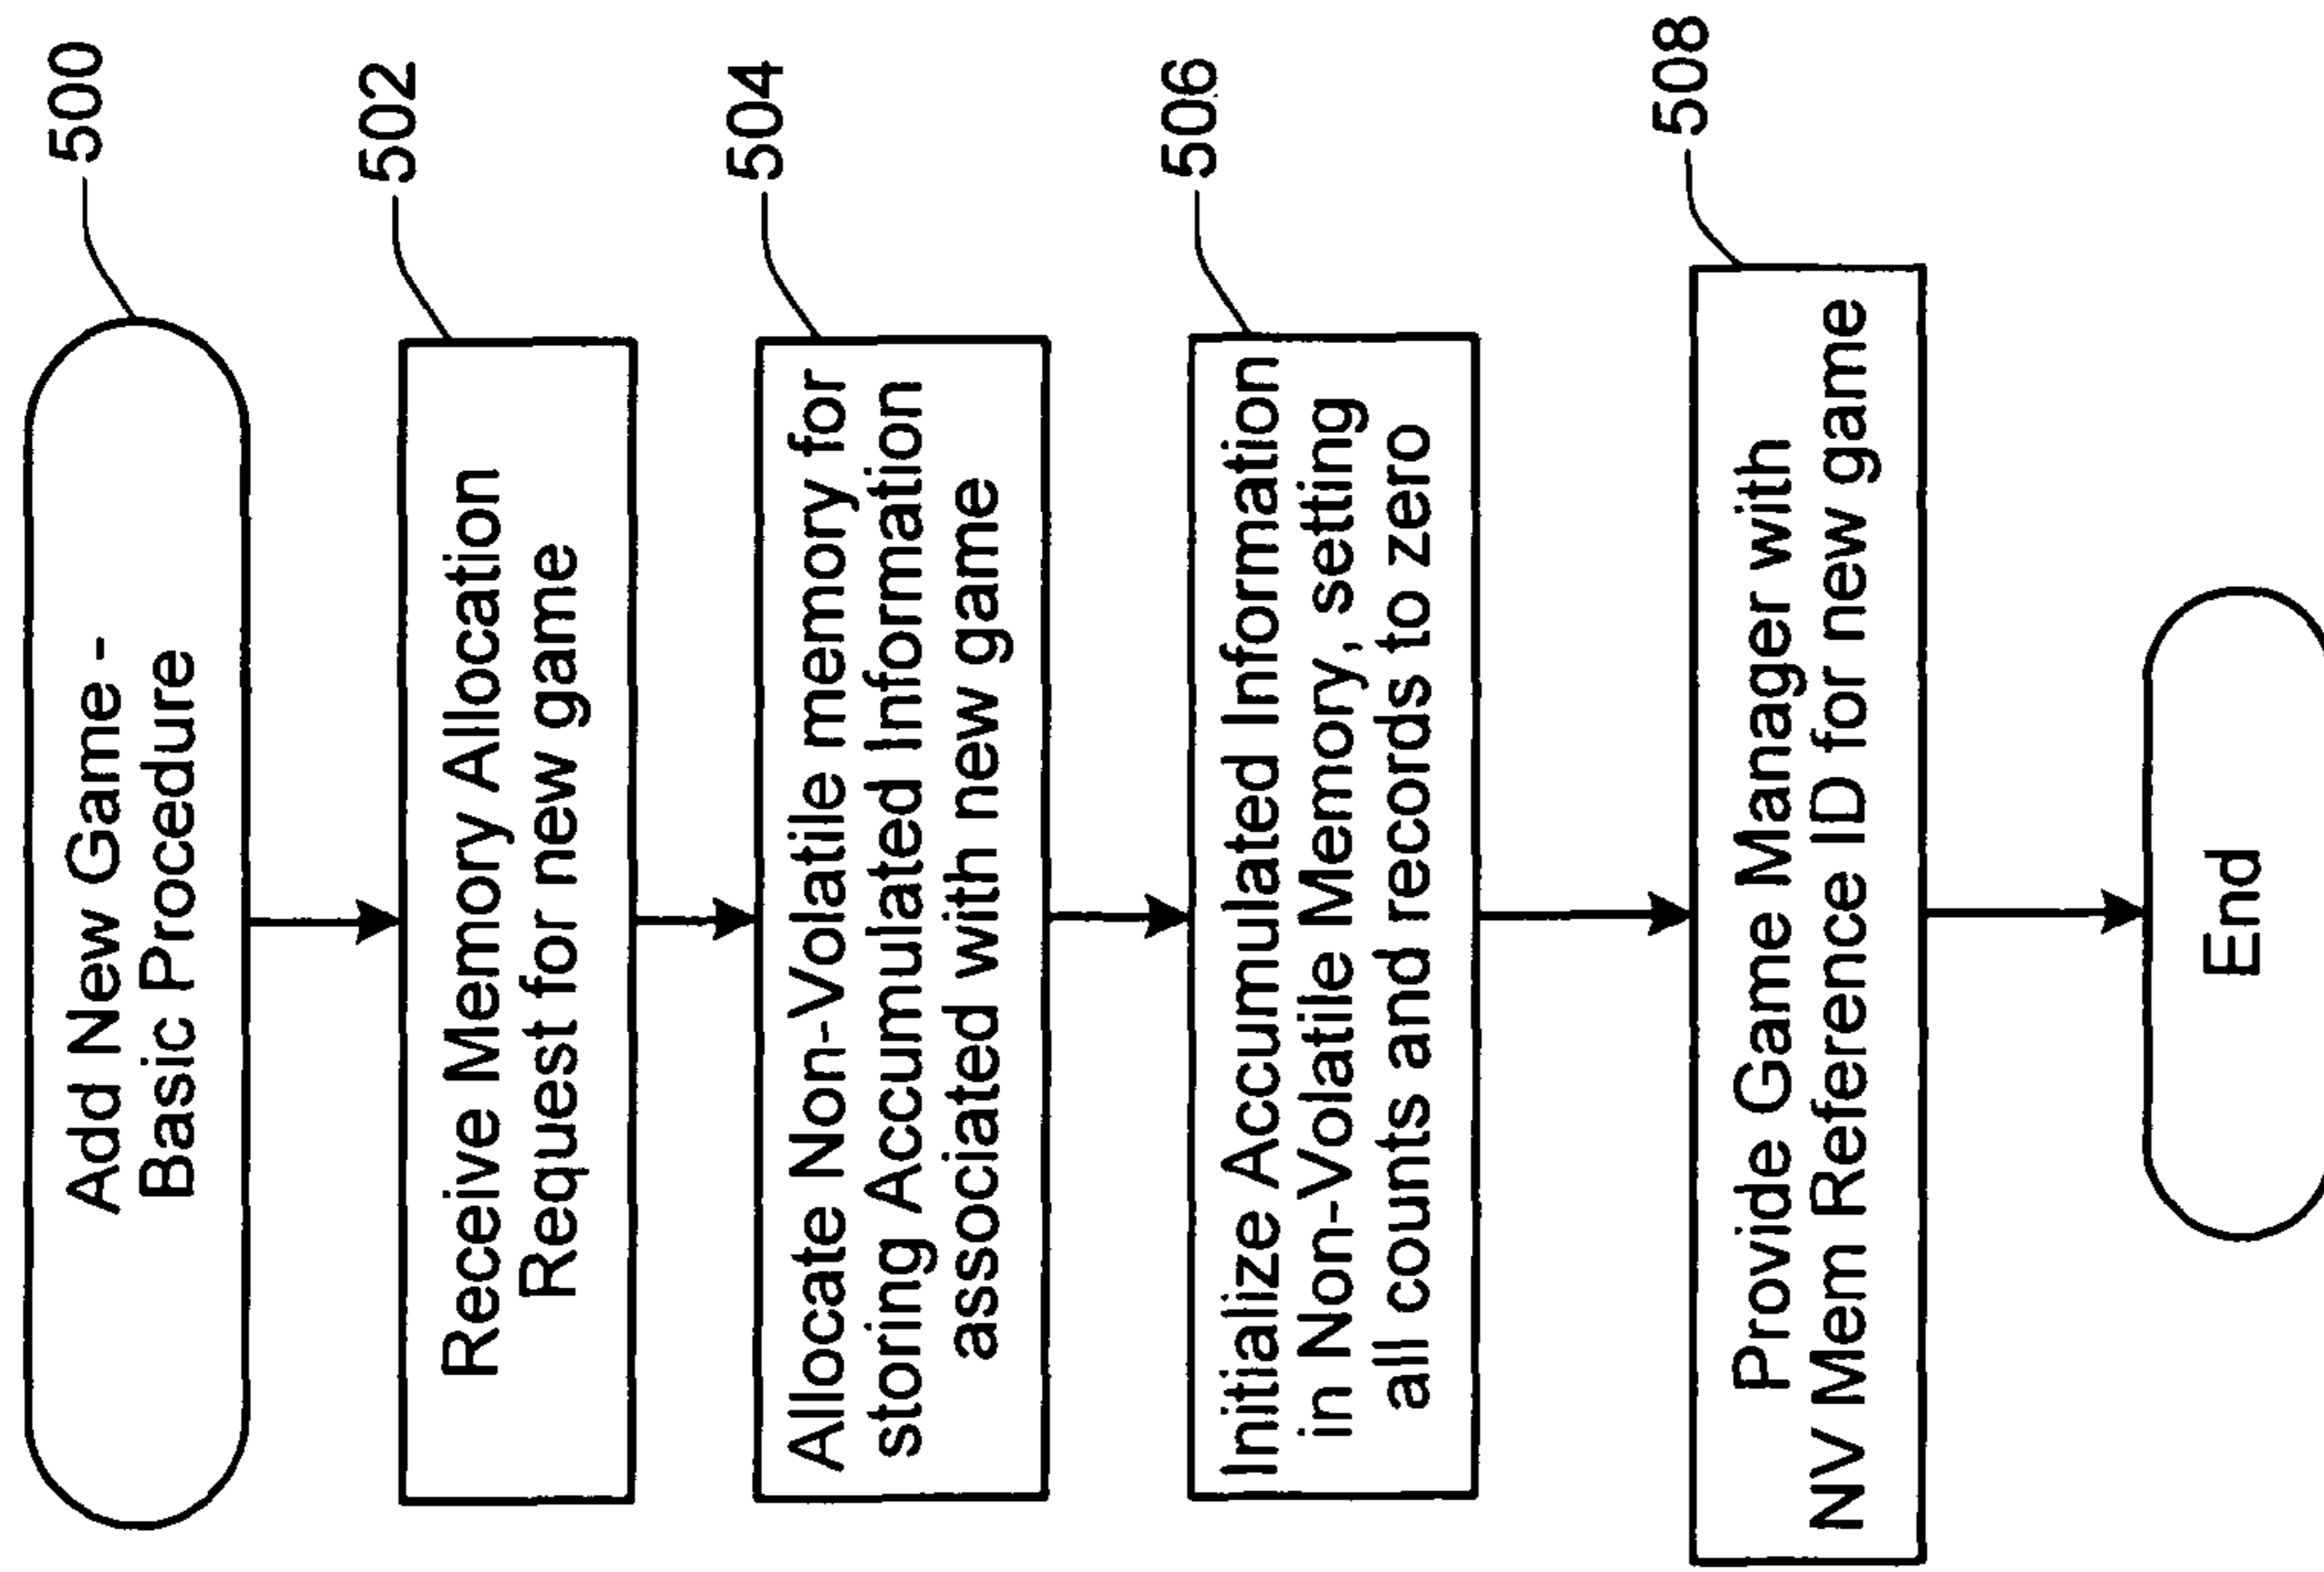 Add New Game -
Basic Procedure
500
Receive Memory Allocation
Request for new game
502
Allocate Non-Volatile memory for
storing Accumulated Information
associated with new game
504
Initialize Accumulated Information
in Non-Volatile Memory, setting
all counts and records to zero
506
Provide Game Manager with
NV Mem Reference ID for new game
508
End